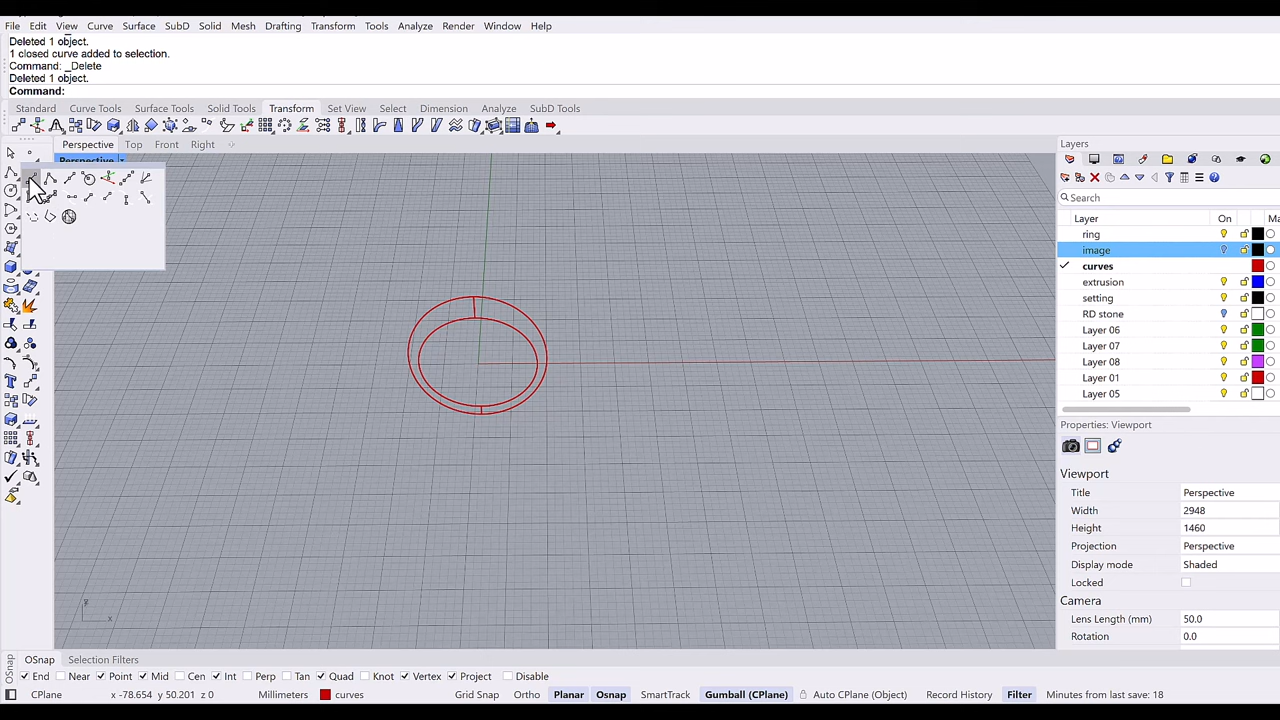 File Edit View Curve Surface SubD Solid Mesh Drafting Transform Tools Analyze Render Window Help
Deleted 1 object.
1 closed curve added to selection.
Command: _Delete
Deleted 1 object.
Command:
Standard Curve Tools Surface Tools Solid Tools Transform Set View Select Dimension Analyze SubD Tools
Perspective Top Front Right
Perspective
Layers
Search
Layer On Ma
ring
image
curves
extrusion
setting
RD stone
Layer 06
Layer 07
Layer 08
Layer 01
Layer 05
Properties: Viewport
Viewport
Title Perspective
Width 2948
Height 1460
Projection Perspective
Display mode Shaded
Locked
Camera
Lens Length (mm) 50.0
Rotation 0.0
y
x
OSnap
OSnap Selection Filters
End Near Point Mid Cen Int Perp Tan Quad Knot Vertex Project Disable
CPlane x -78.654 y 50.201 z 0 Millimeters curves Grid Snap Ortho Planar Osnap SmartTrack Gumball (CPlane) Auto CPlane (Object) Record History Filter Minutes from last save: 18